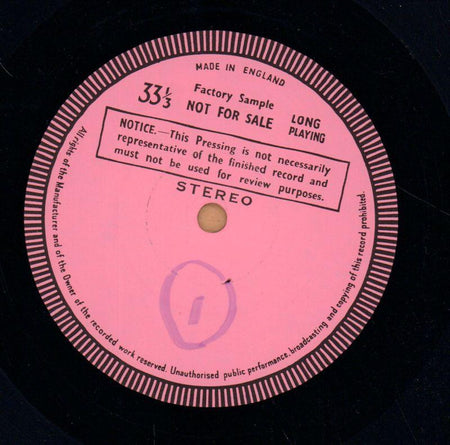 MADE IN ENGLAND
33⅓
Factory Sample
NOT FOR SALE
LONG
PLAYING
NOTICE.—This Pressing is not necessarily
representative of the finished record and
must not be used for review purposes.
STEREO
1
All rights of the Manufacturer and of the Owner of the recorded work reserved. Unauthorised public performance, broadcasting and copying of this record prohibited.